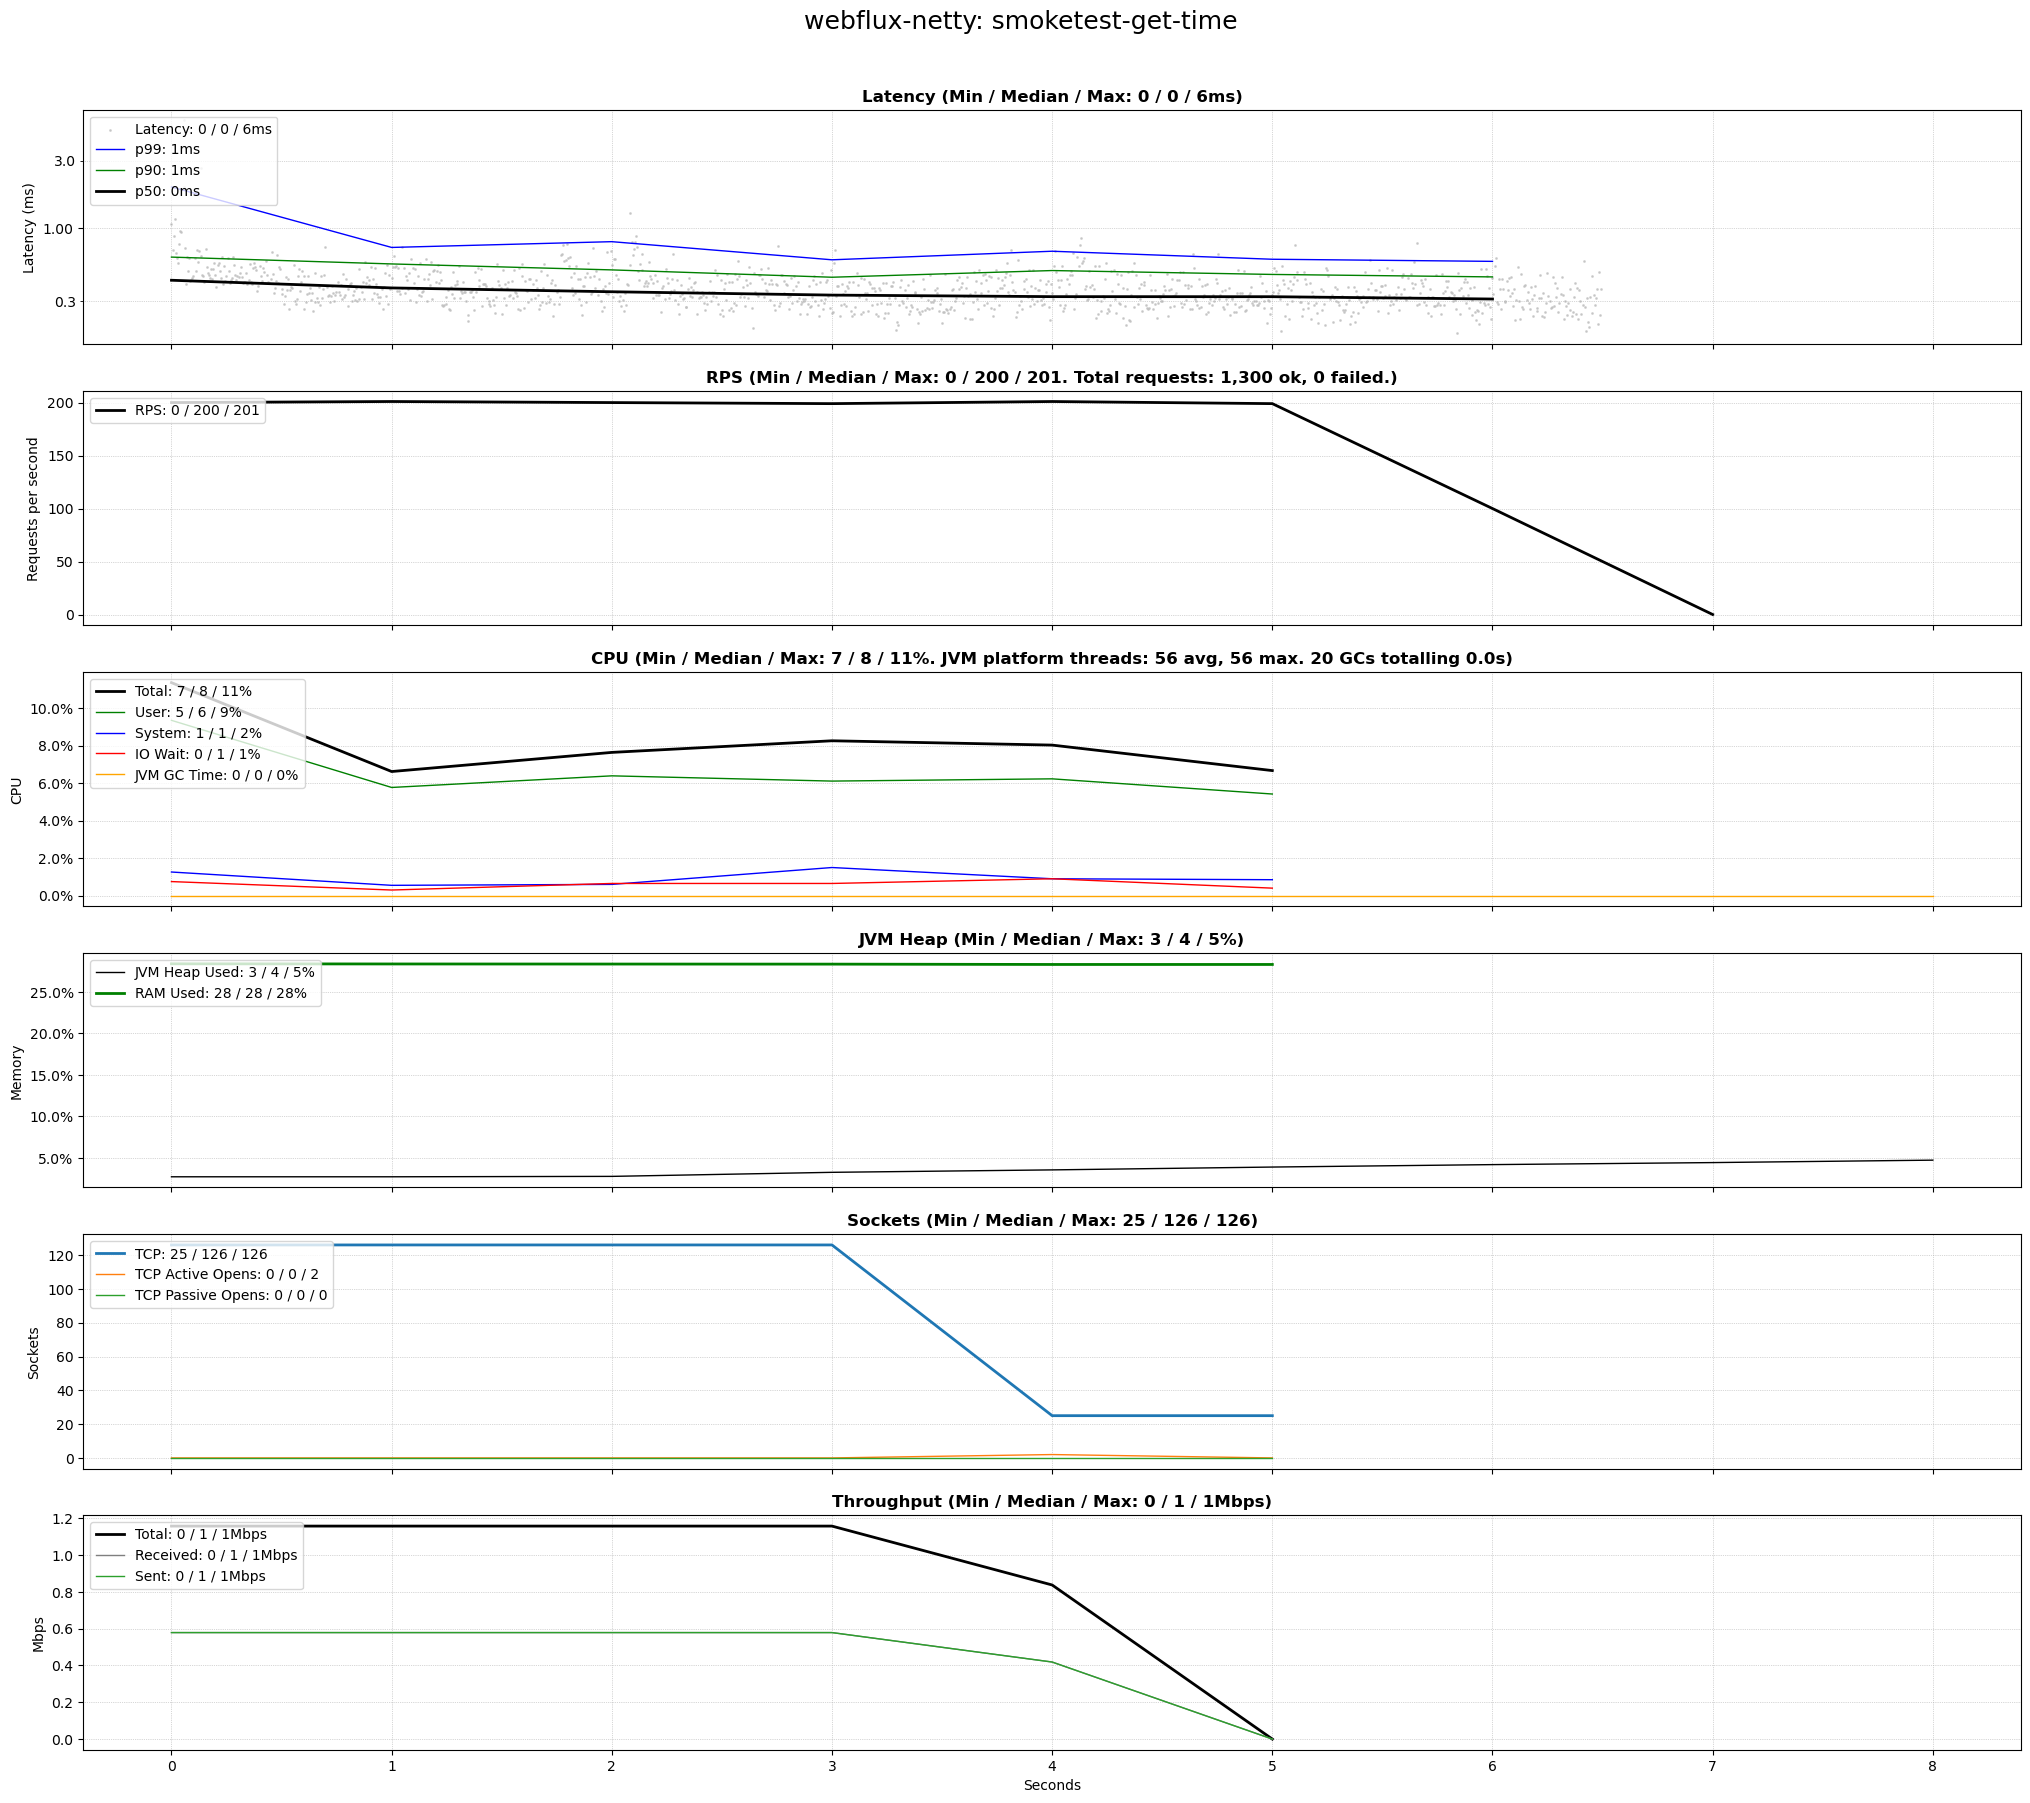 webflux-netty: smoketest-get-time
Latency (Min / Median / Max: 0 / 0 / 6ms)
Latency: 0 / 0 / 6ms
p99: 1ms
p90: 1ms
p50: 0ms
3.0
1.00
0.3
Latency (ms)
RPS (Min / Median / Max: 0 / 200 / 201. Total requests: 1,300 ok, 0 failed.)
RPS: 0 / 200 / 201
200
150
100
50
0
Requests per second
CPU (Min / Median / Max: 7 / 8 / 11%. JVM platform threads: 56 avg, 56 max. 20 GCs totalling 0.0s)
Total: 7 / 8 / 11%
User: 5 / 6 / 9%
System: 1 / 1 / 2%
IO Wait: 0 / 1 / 1%
JVM GC Time: 0 / 0 / 0%
10.0%
8.0%
6.0%
4.0%
2.0%
0.0%
CPU
JVM Heap (Min / Median / Max: 3 / 4 / 5%)
JVM Heap Used: 3 / 4 / 5%
RAM Used: 28 / 28 / 28%
25.0%
20.0%
15.0%
10.0%
5.0%
Memory
Sockets (Min / Median / Max: 25 / 126 / 126)
TCP: 25 / 126 / 126
TCP Active Opens: 0 / 0 / 2
TCP Passive Opens: 0 / 0 / 0
120
100
80
60
40
20
0
Sockets
Throughput (Min / Median / Max: 0 / 1 / 1Mbps)
Total: 0 / 1 / 1Mbps
Received: 0 / 1 / 1Mbps
Sent: 0 / 1 / 1Mbps
1.2
1.0
0.8
0.6
0.4
0.2
0.0
Mbps
0 1 2 3 4 5 6 7 8
Seconds